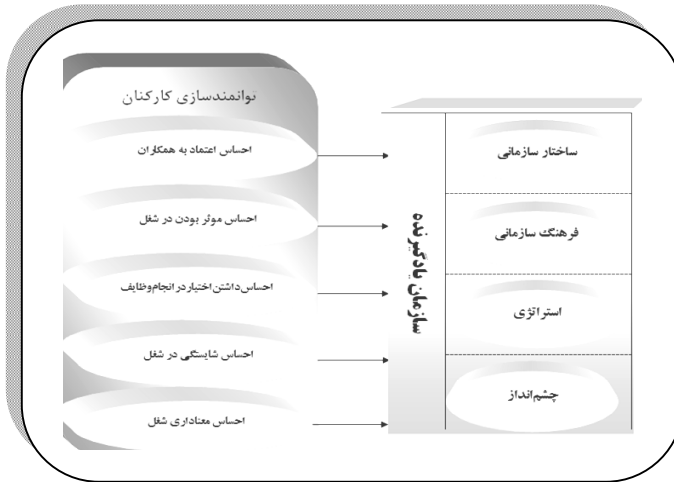 توانمندسازی کارکنان
احساس اعتماد به همکاران
احساس موثر بودن در شغل
احساس داشتن اختیار در انجام وظایف
احساس شایستگی در شغل
احساس معناداری شغل
سازمان یادگیرنده
ساختار سازمانی
فرهنگ سازمانی
استراتژی
چشم‌انداز